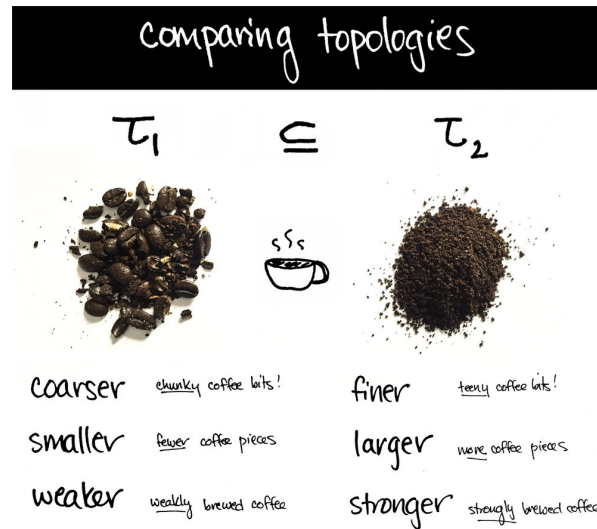 comparing topologies
τ₁ ⊆ τ₂
coarser chunky coffee bits!
finer teeny coffee bits!
smaller fewer coffee pieces
larger more coffee pieces
weaker weakly brewed coffee
stronger strongly brewed coffee